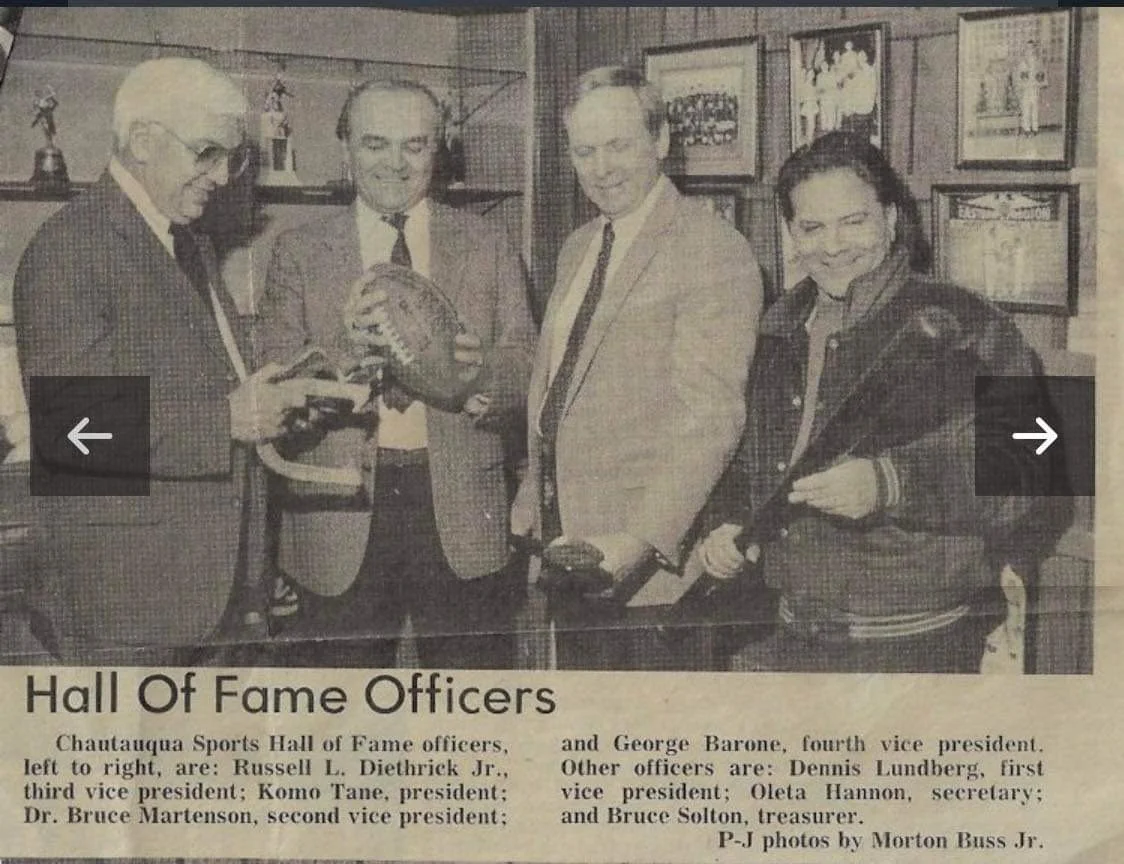 Hall Of Fame Officers
Chautauqua Sports Hall of Fame officers,
left to right, are: Russell L. Diethrick Jr.,
third vice president; Komo Tane, president;
Dr. Bruce Martenson, second vice president;
and George Barone, fourth vice president.
Other officers are: Dennis Lundberg, first
vice president; Oleta Hannon, secretary;
and Bruce Solton, treasurer.
P-J photos by Morton Buss Jr.